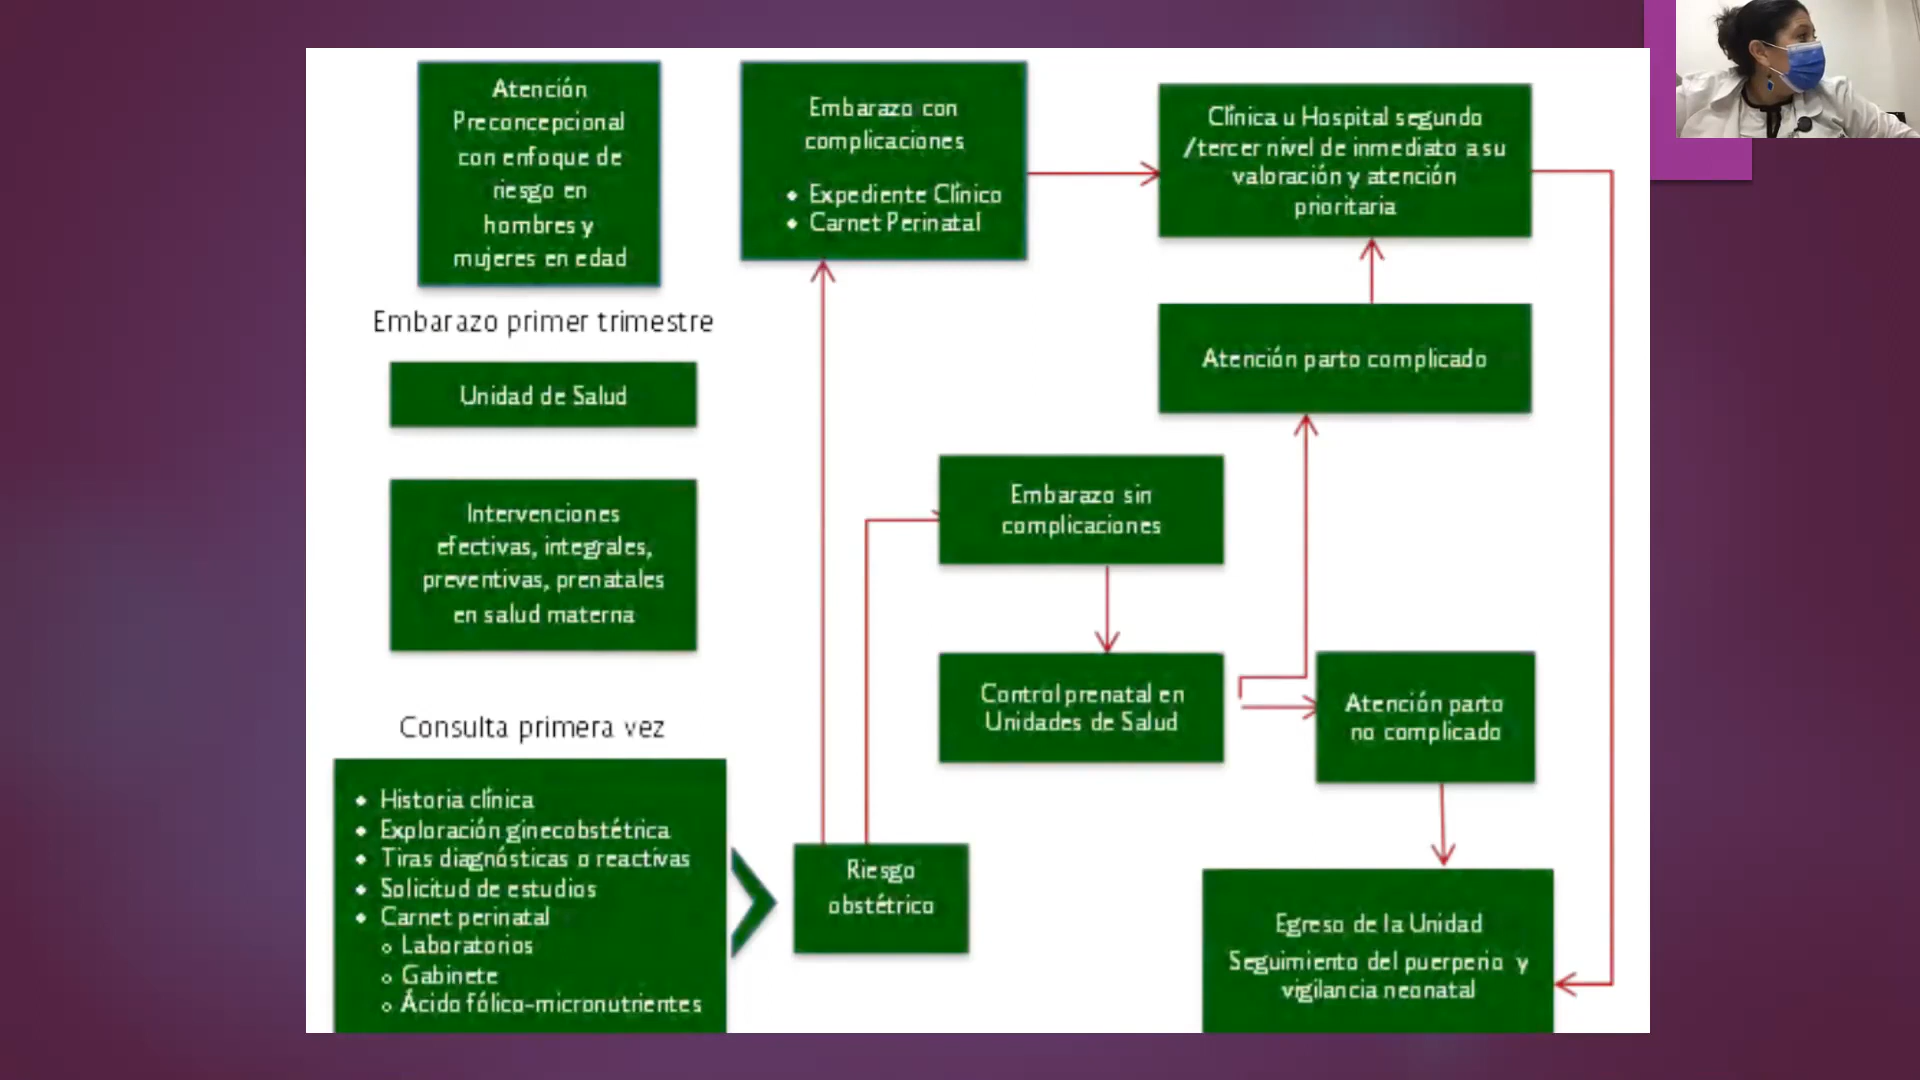 Atención
Preconcepcional
con enfoque de
riesgo en
hombres y
mujeres en edad
Embarazo primer trimestre
Unidad de Salud
Intervenciones
efectivas, integrales,
preventivas, prenatales
en salud materna
Consulta primera vez
• Historia clínica
• Exploración ginecobstétrica
• Tiras diagnósticas o reactivas
• Solicitud de estudios
• Carnet perinatal
o Laboratorios
o Gabinete
o Ácido fólico-micronutrientes
Riesgo
obstétrico
Embarazo con
complicaciones
• Expediente Clínico
• Carnet Perinatal
Clínica u Hospital segundo
/tercer nivel de inmediato a su
valoración y atención
prioritaria
Atención parto complicado
Embarazo sin
complicaciones
Control prenatal en
Unidades de Salud
Atención parto
no complicado
Egreso de la Unidad
Seguimiento del puerperio y
vigilancia neonatal